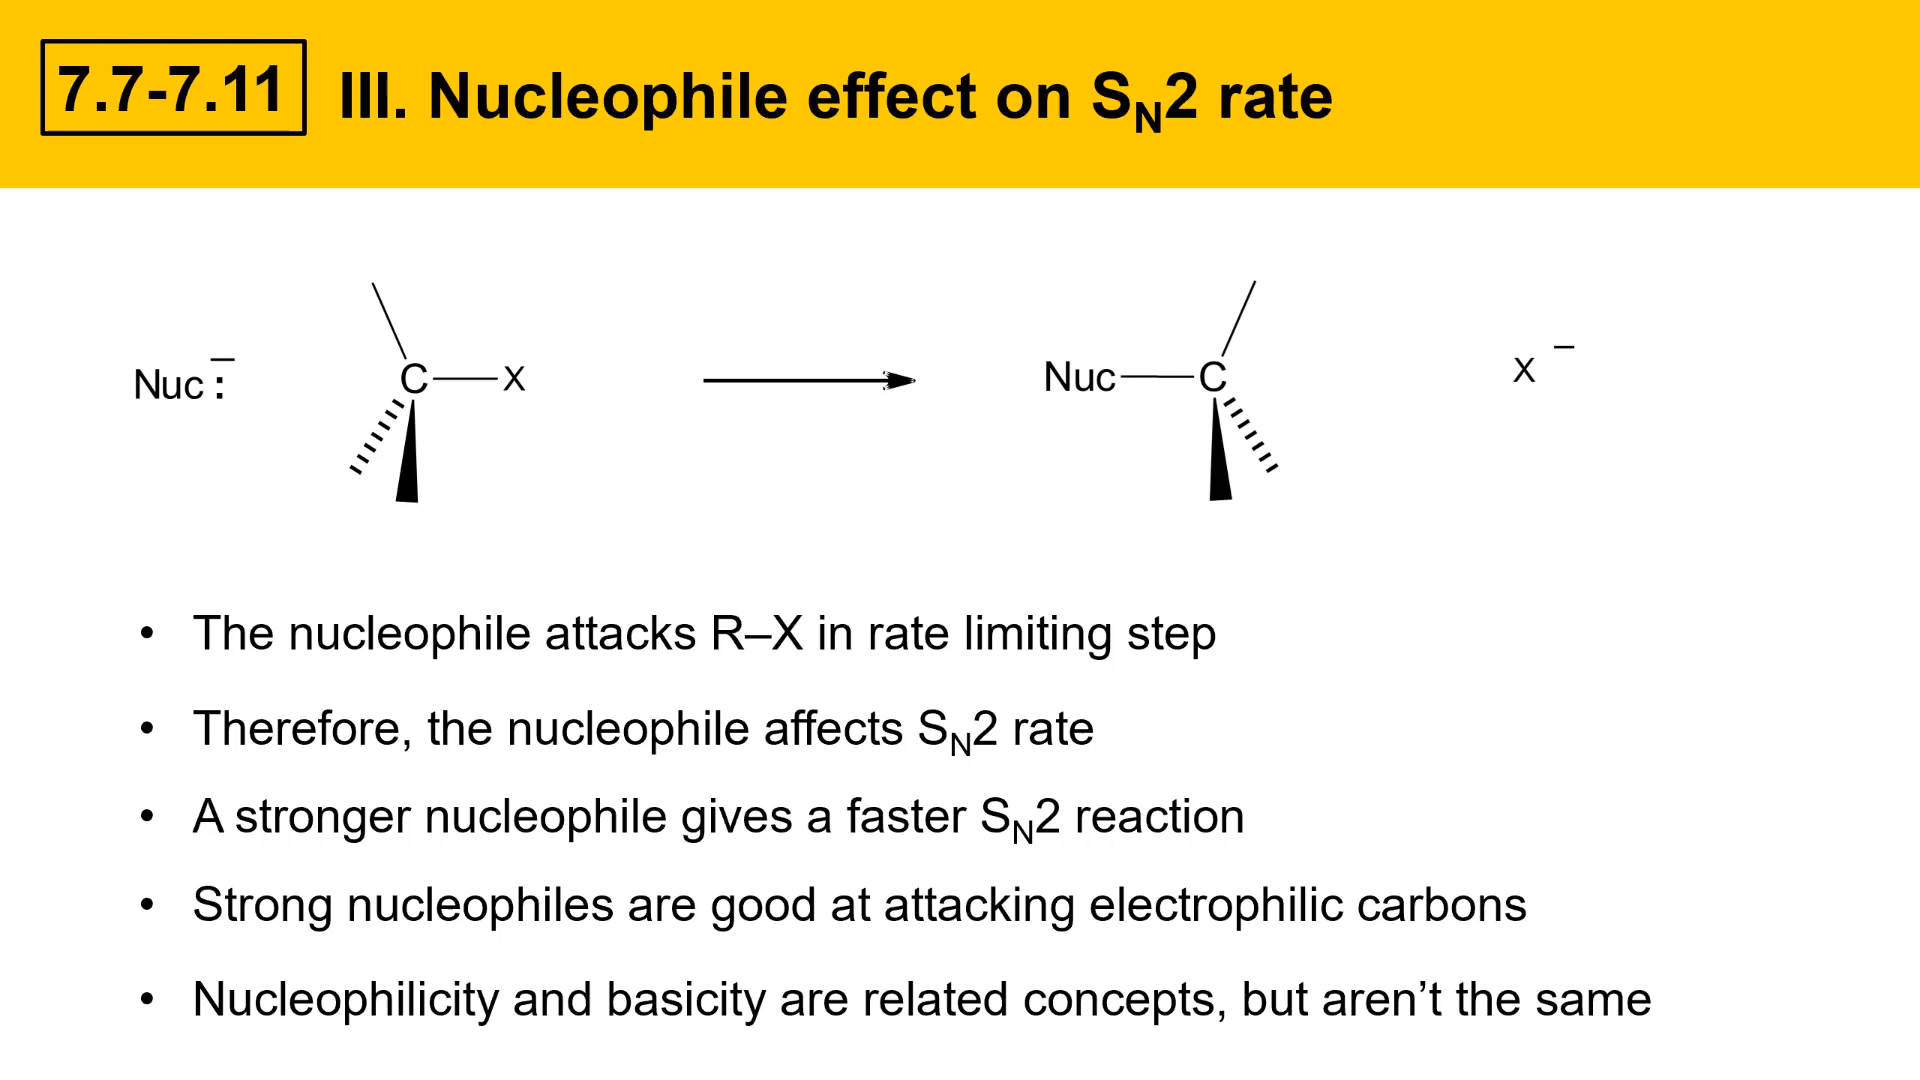 7.7-7.11 III. Nucleophile effect on SN2 rate
Nuc:– C X Nuc C X –
• The nucleophile attacks R–X in rate limiting step
• Therefore, the nucleophile affects SN2 rate
• A stronger nucleophile gives a faster SN2 reaction
• Strong nucleophiles are good at attacking electrophilic carbons
• Nucleophilicity and basicity are related concepts, but aren’t the same